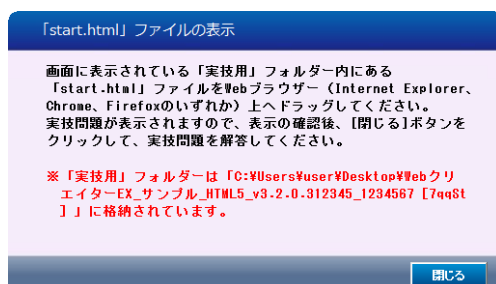 「start.html」ファイルの表示
画面に表示されている「実技用」フォルダー内にある
「start.html」ファイルをWebブラウザー（Internet Explorer、
Chrome、Firefoxのいずれか）上へドラッグしてください。
実技問題が表示されますので、表示の確認後、[閉じる]ボタンを
クリックして、実技問題を解答してください。
※「実技用」フォルダーは「C:¥Users¥user¥Desktop¥Webクリ
エイターEX_サンプル_HTML5_v3.2.0.312345_1234567 [7qqSt
] 」に格納されています。
閉じる